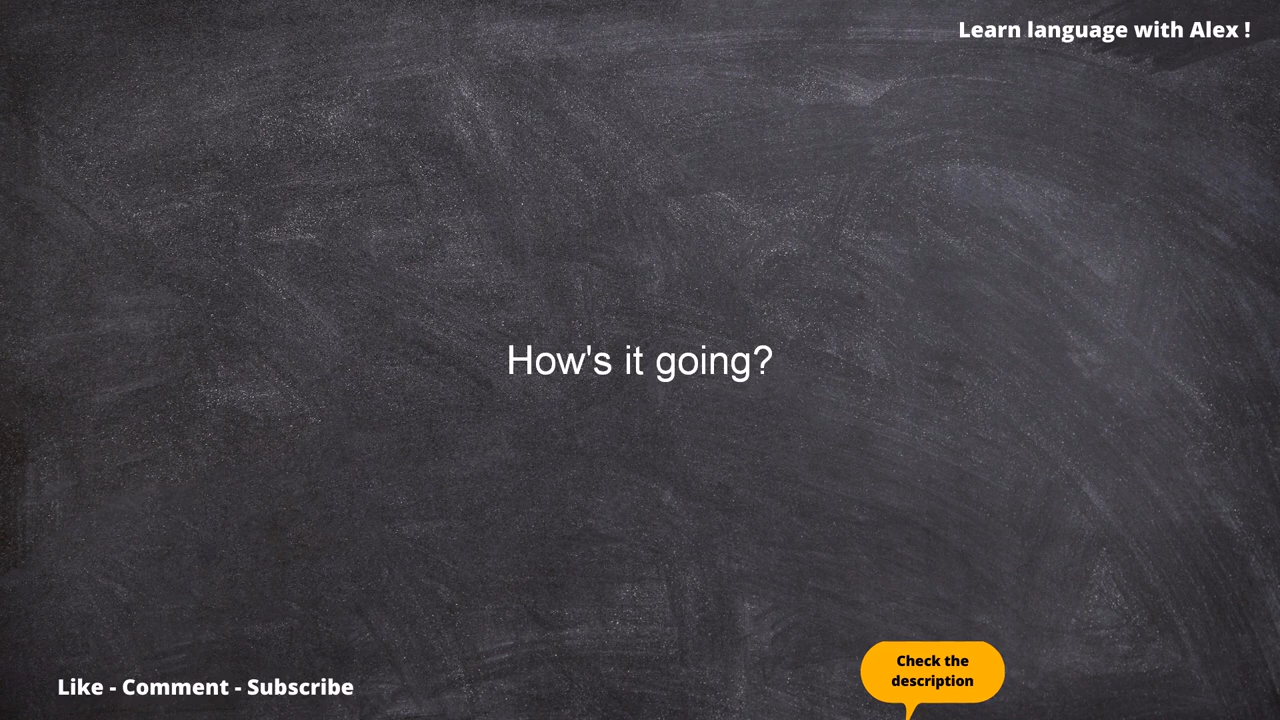 Learn language with Alex !
How's it going?
Check the
description
Like - Comment - Subscribe